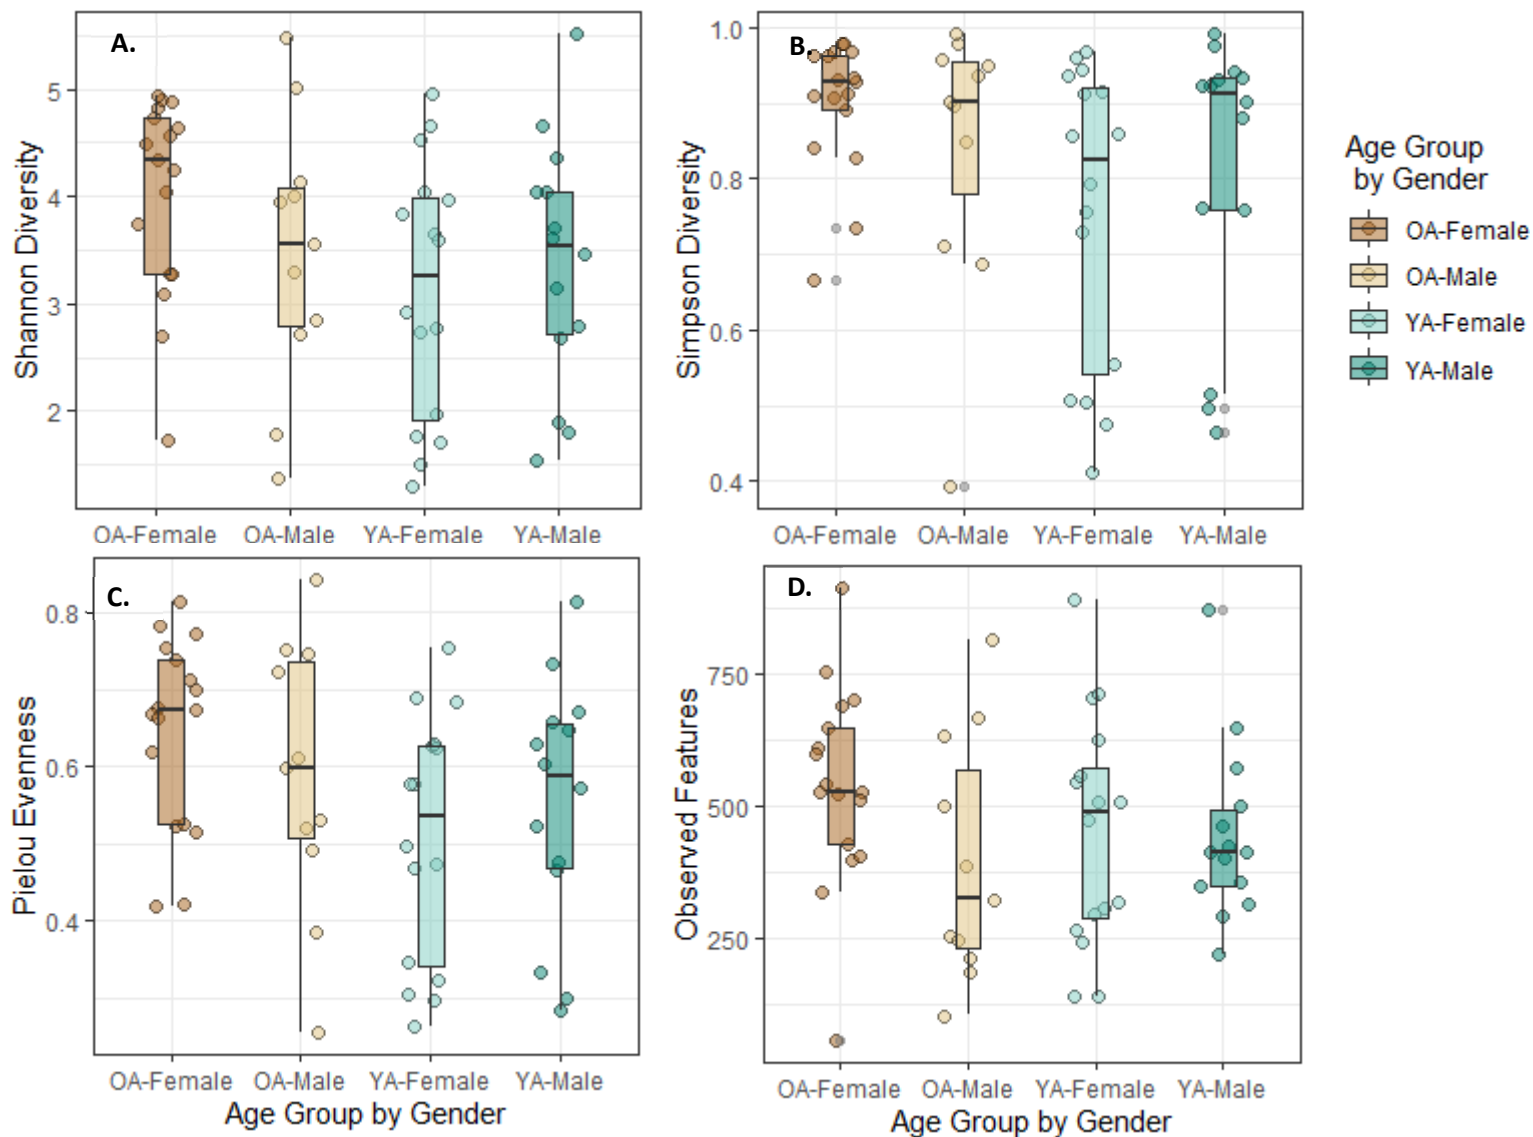 A.
Shannon Diversity
5
4
3
2
OA-Female OA-Male YA-Female YA-Male
B.
Simpson Diversity
1.0
0.8
0.6
0.4
OA-Female OA-Male YA-Female YA-Male
Age Group
by Gender
OA-Female
OA-Male
YA-Female
YA-Male
C.
Pielou Evenness
0.8
0.6
0.4
OA-Female OA-Male YA-Female YA-Male
Age Group by Gender
D.
Observed Features
750
500
250
OA-Female OA-Male YA-Female YA-Male
Age Group by Gender